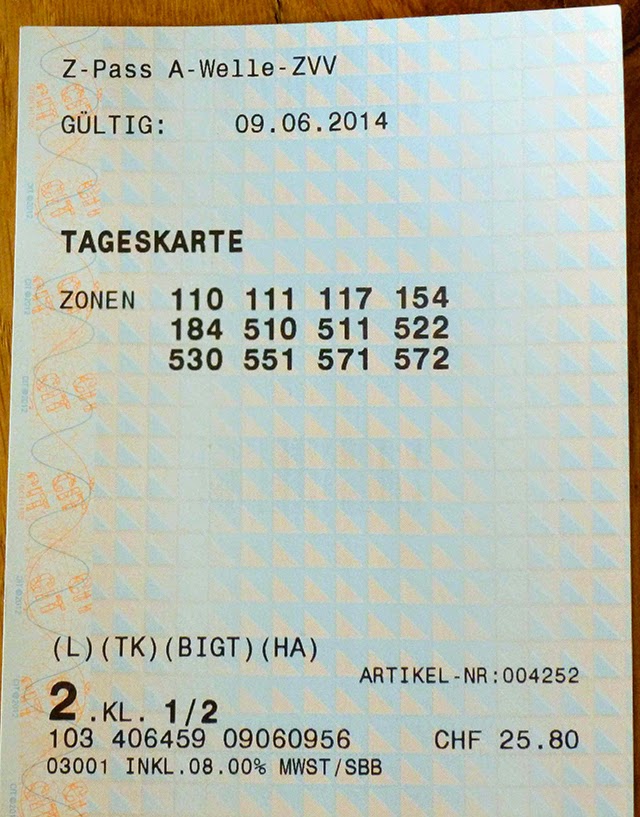 Z-Pass A-Welle-ZVV
GÜLTIG: 09.06.2014
TAGESKARTE
ZONEN 110 111 117 154
184 510 511 522
530 551 571 572
(L)(TK)(BIGT)(HA)
ARTIKEL-NR:004252
2.KL. 1/2
103 406459 09060956 CHF 25.80
03001 INKL.08.00% MWST/SBB